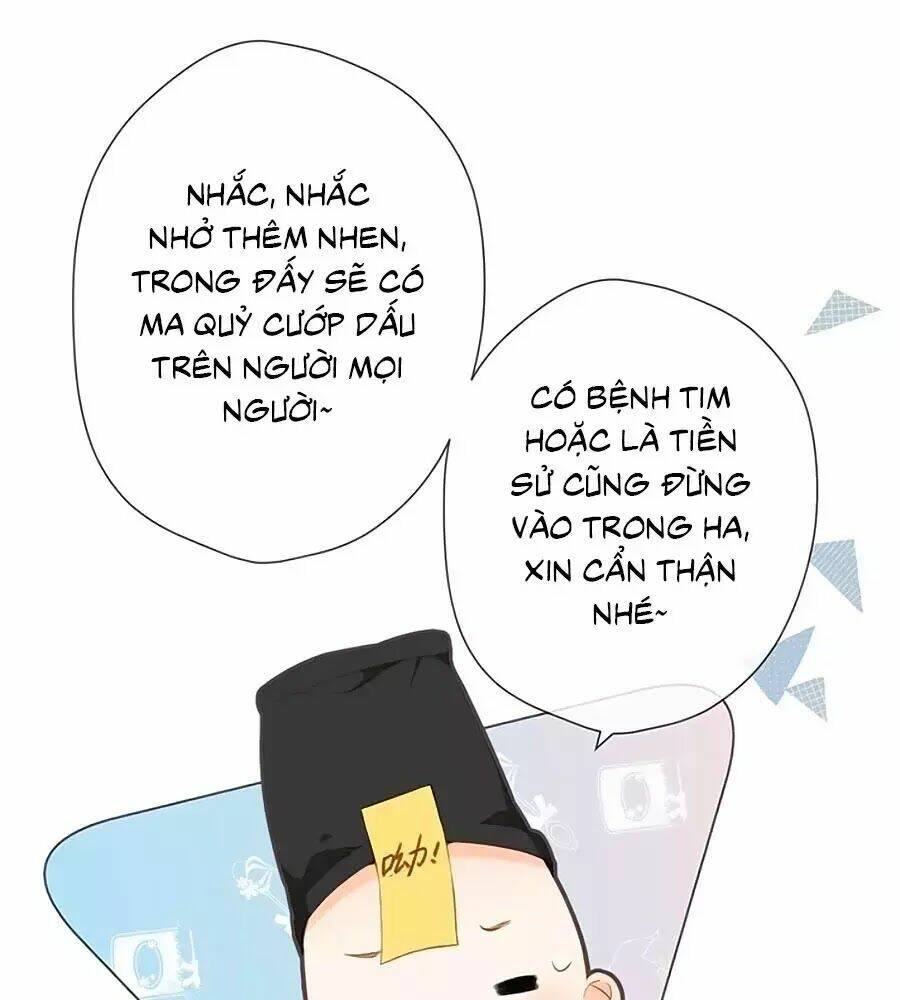 NHẮC, NHẮC
NHỞ THÊM NHEN,
TRONG ĐẤY SẼ CÓ
MA QUỶ CƯỚP DẤU
TRÊN NGƯỜI MỌI
NGƯỜI~
CÓ BỆNH TIM
HOẶC LÀ TIỀN
SỬ CŨNG ĐỪNG
VÀO TRONG HA,
XIN CẨN THẬN
NHÉ~